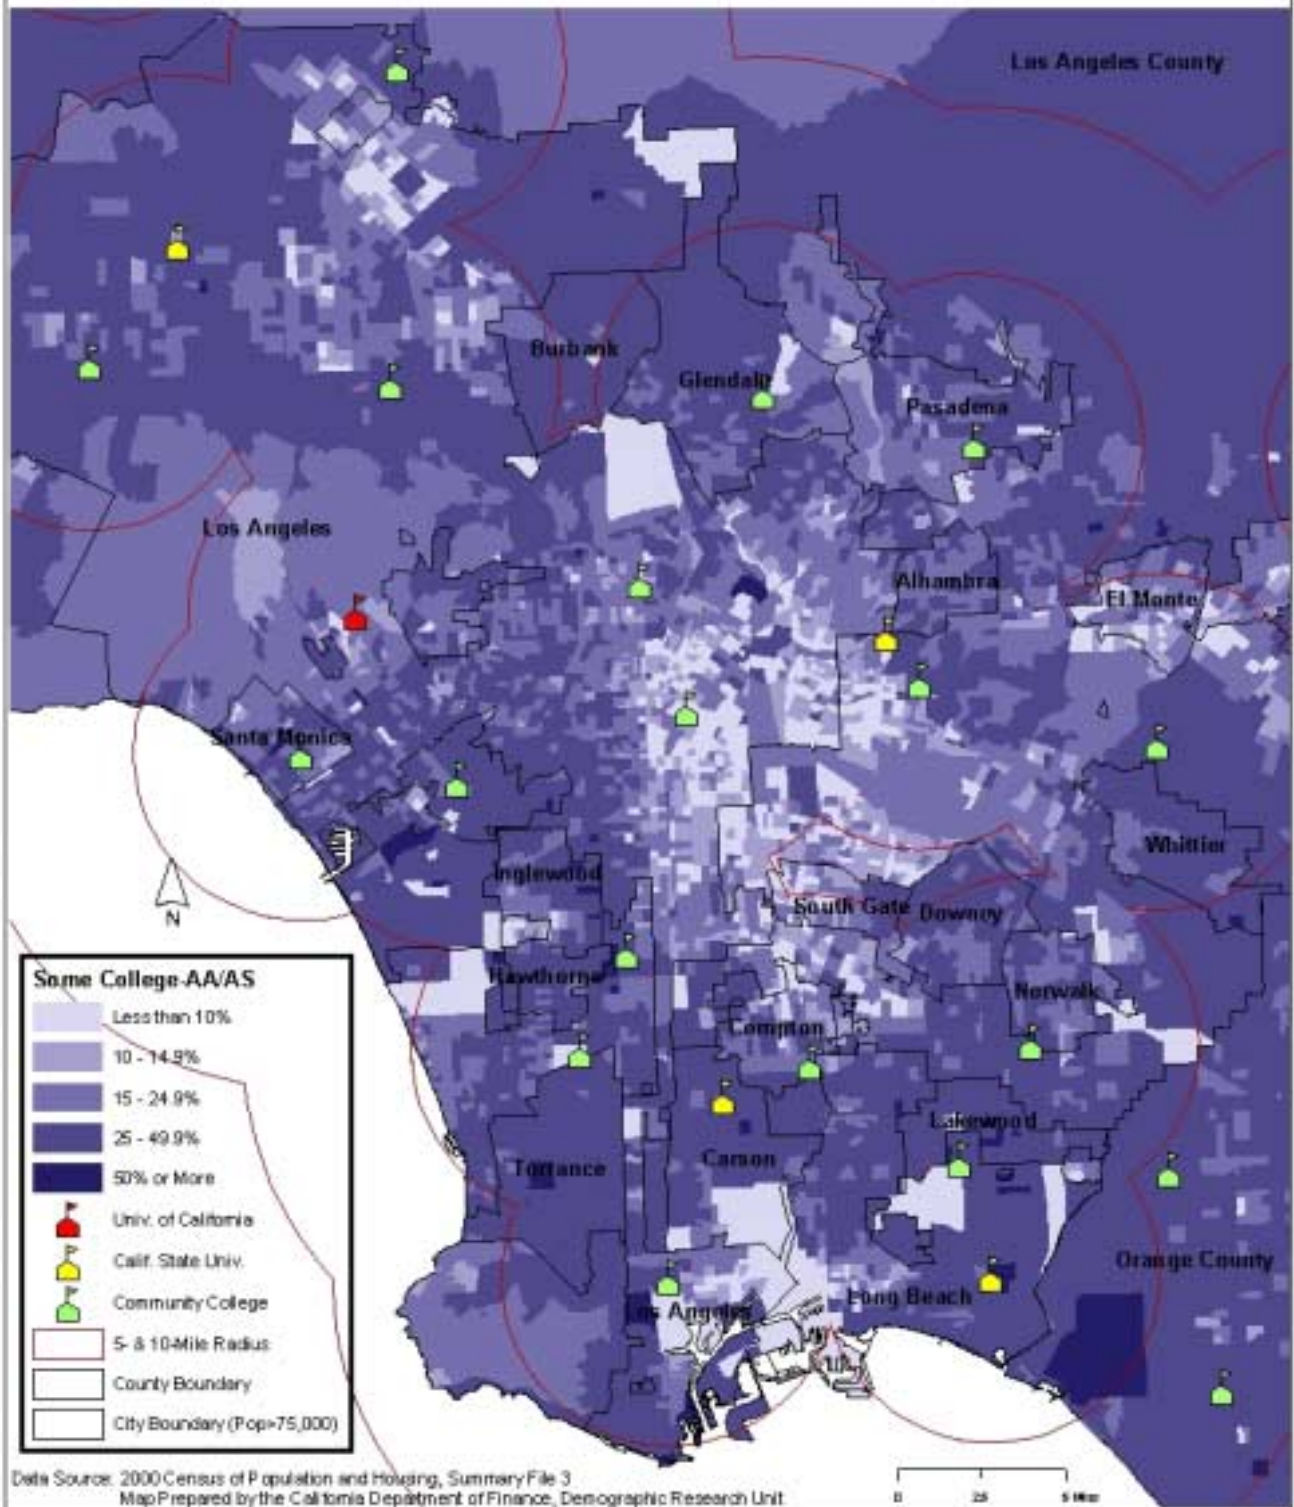 Los Angeles County
Burbank
Glendale
Pasadena
Los Angeles
Alhambra
El Monte
Santa Monica
Whittier
Inglewood
South Gate Downey
N
Hawthorne
Norwalk
Compton
Lakewood
Torrance
Carson
Orange County
Long Beach
Los Angeles
Some College-AA/AS
Less than 10%
10 - 14.9%
15 - 24.9%
25 - 49.9%
50% or More
Univ. of California
Calif. State Univ.
Community College
5- & 10-Mile Radius
County Boundary
City Boundary (Pop>75,000)
Data Source: 2000 Census of Population and Housing, Summary File 3
Map Prepared by the California Department of Finance, Demographic Research Unit
0 2.5 5 Miles